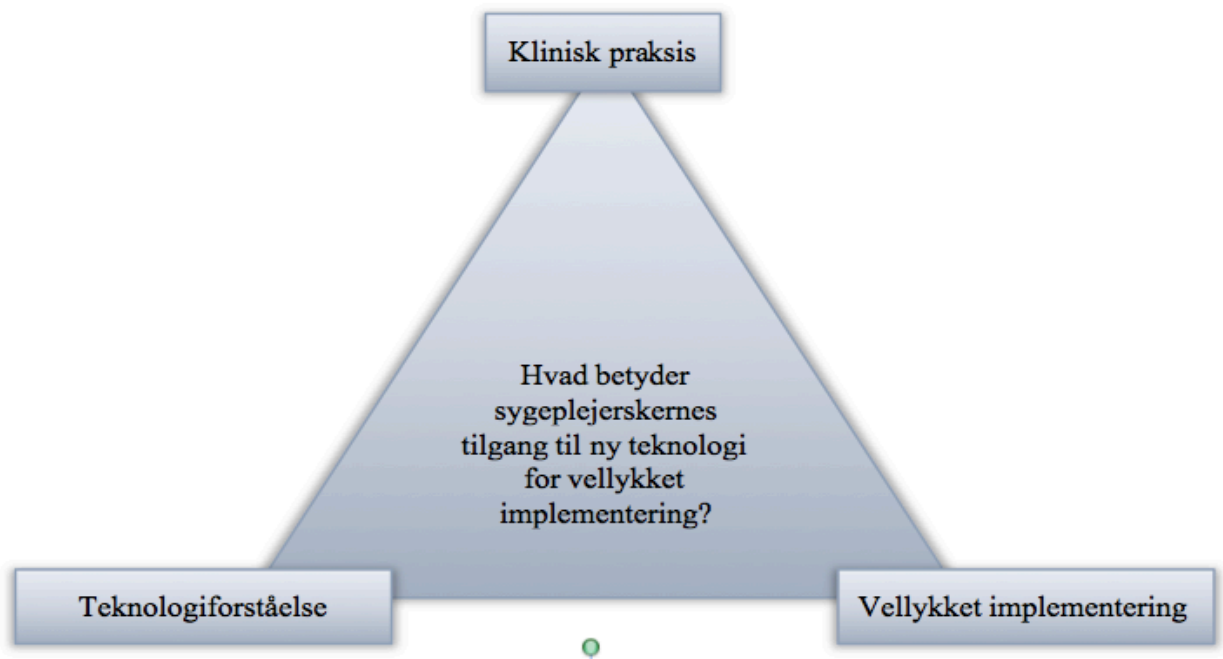 Klinisk praksis
Hvad betyder
sygeplejerskernes
tilgang til ny teknologi
for vellykket
implementering?
Teknologiforståelse
Vellykket implementering